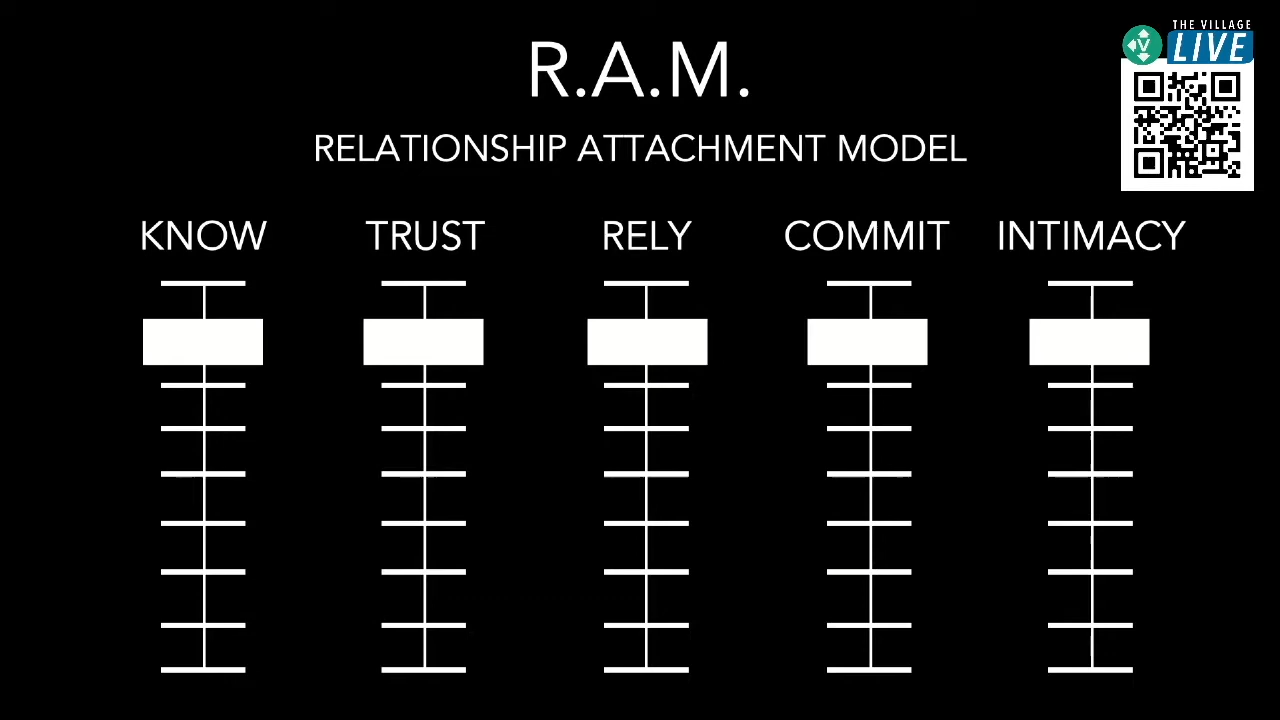 THE VILLAGE
V LIVE
R.A.M.
RELATIONSHIP ATTACHMENT MODEL
KNOW TRUST RELY COMMIT INTIMACY